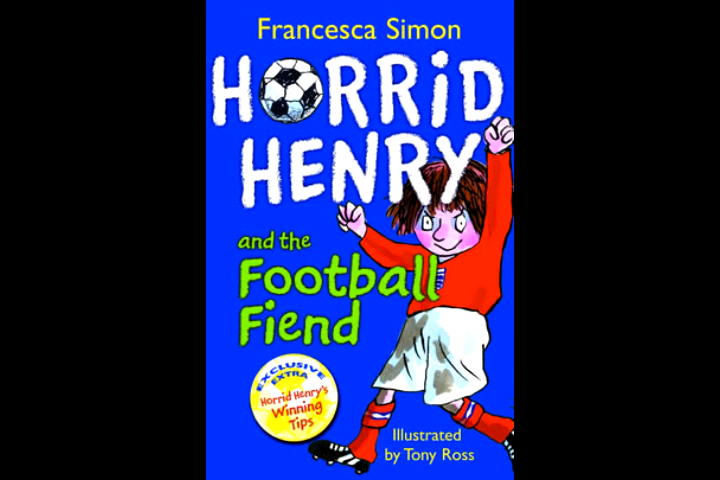 Francesca Simon
HORRiD
HENRY
and the
Football
Fiend
EXCLUSIVE
EXTRA
Horrid Henry's
Winning
Tips
Illustrated
by Tony Ross